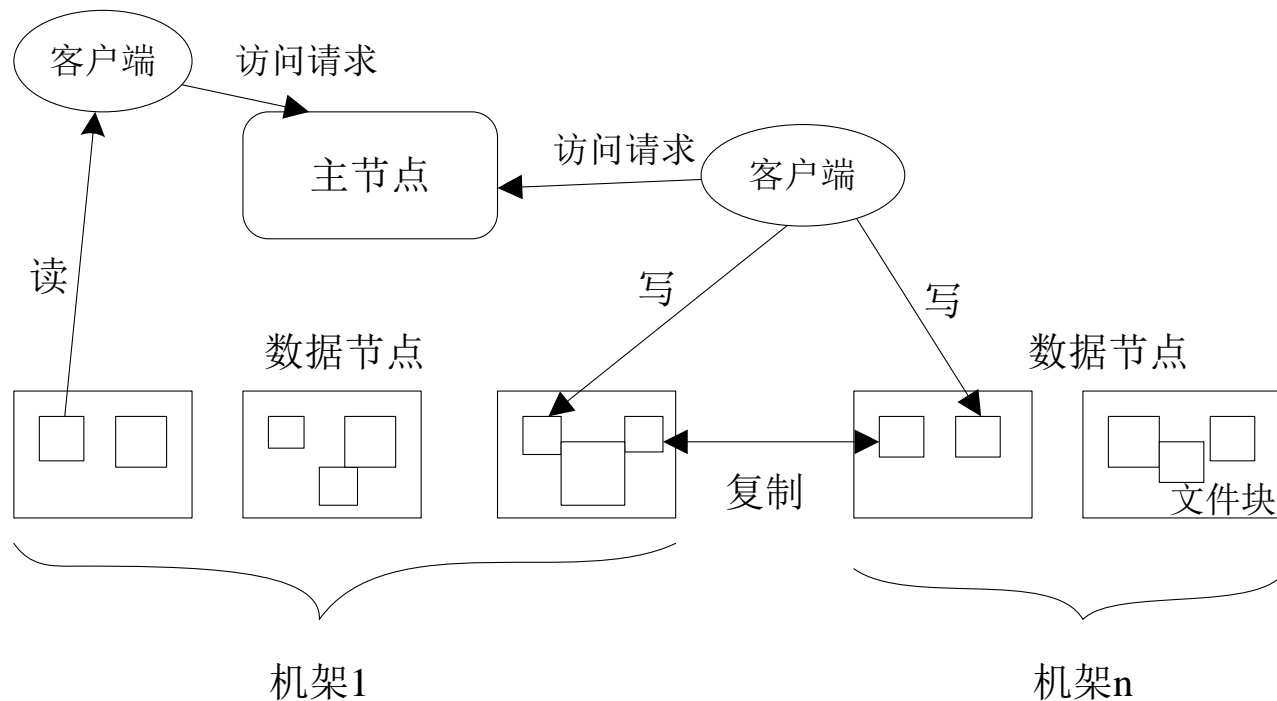 客户端
访问请求
主节点
访问请求
客户端
读
写
写
数据节点
数据节点
复制
文件块
机架1
机架n